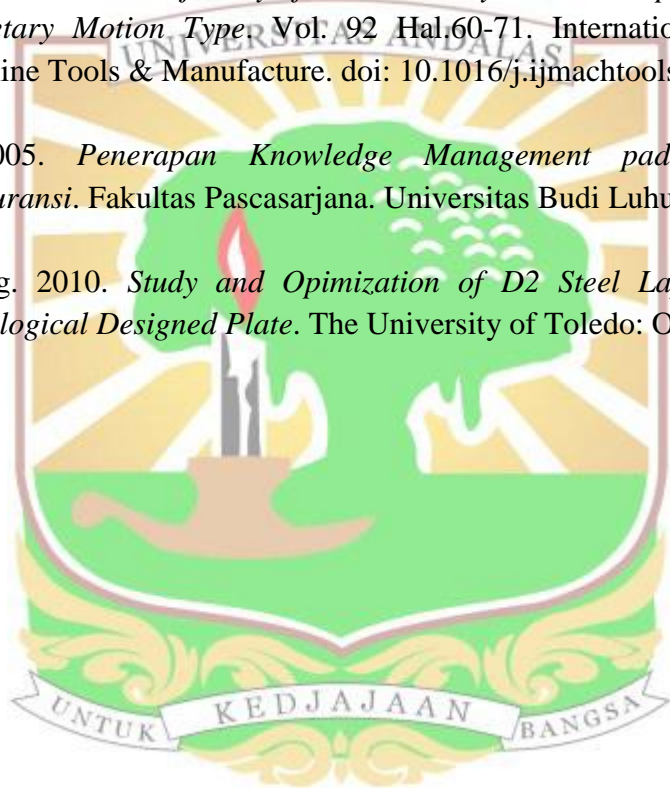 etary Motion Type. Vol. 92 Hal.60-71. Internatio
UNIVERSITAS ANDALAS
ine Tools & Manufacture. doi: 10.1016/j.ijmachtools
005. Penerapan Knowledge Management pad
uransi. Fakultas Pascasarjana. Universitas Budi Luhu
g. 2010. Study and Opimization of D2 Steel La
logical Designed Plate. The University of Toledo: O
UNTUK KEDJAJAAN BANGSA